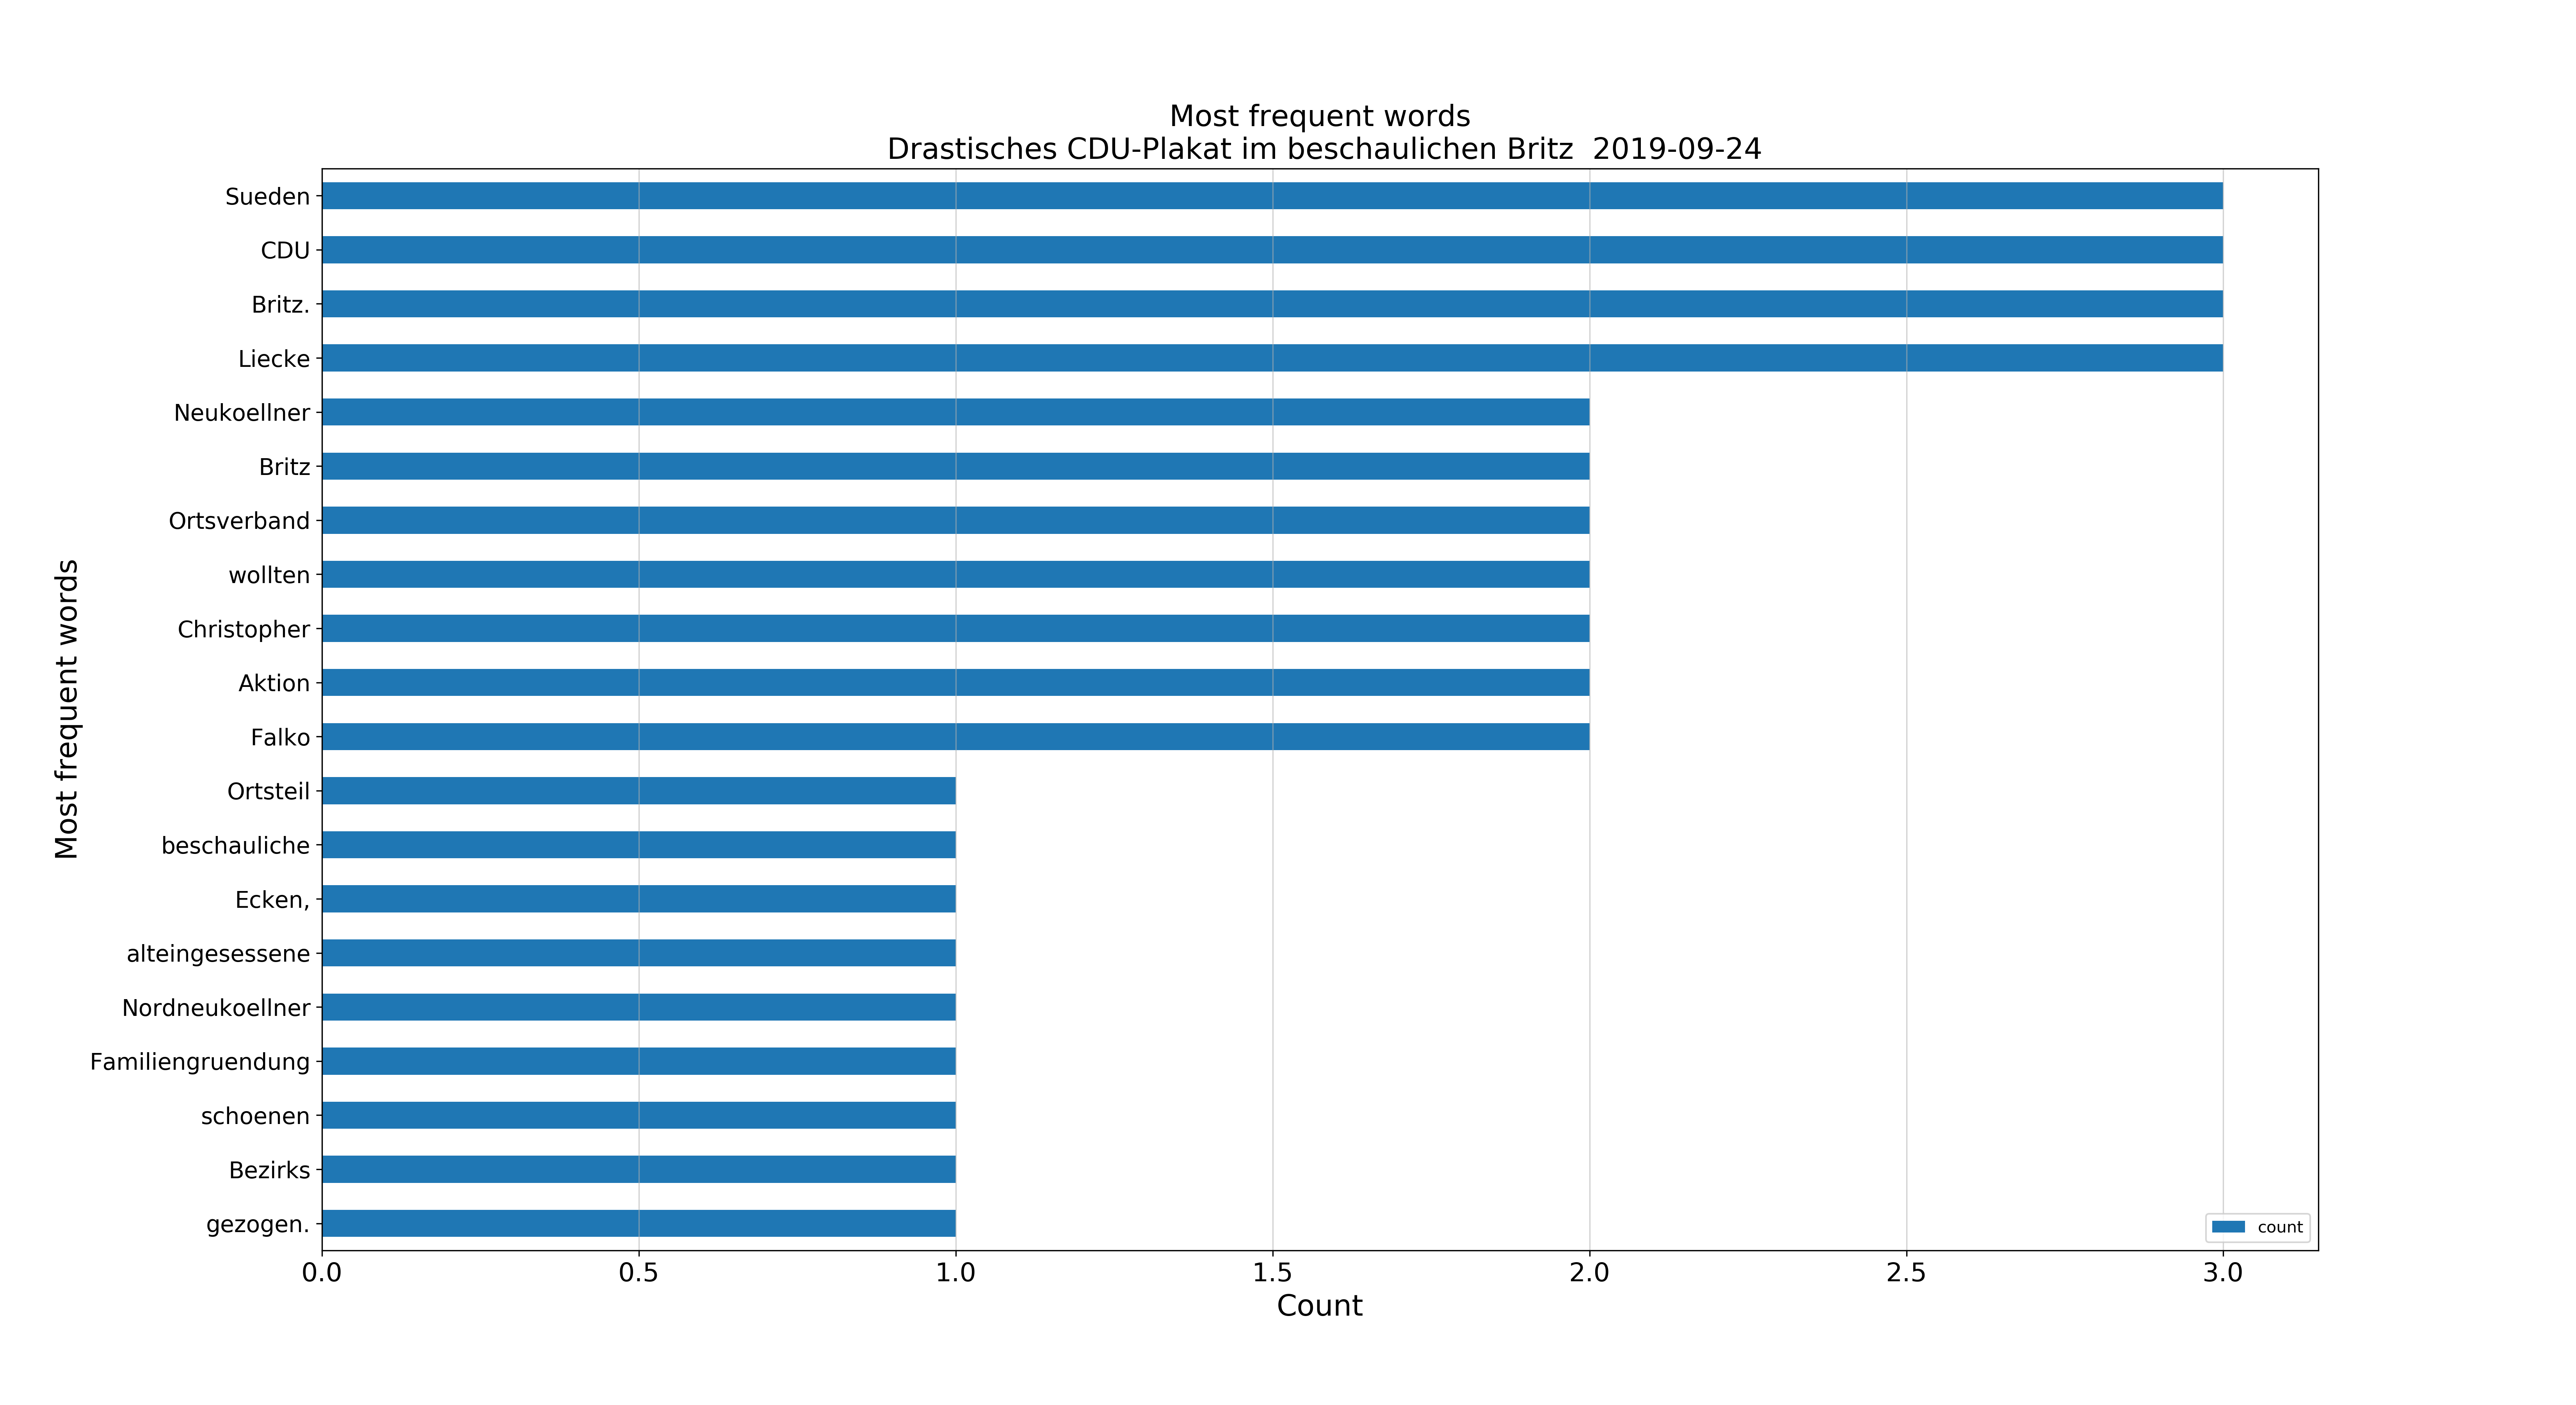 Most frequent words
Drastisches CDU-Plakat im beschaulichen Britz  2019-09-24
Sueden
CDU
Britz.
Liecke
Neukoellner
Britz
Ortsverband
wollten
Christopher
Aktion
Falko
Ortsteil
beschauliche
Ecken,
alteingesessene
Nordneukoellner
Familiengruendung
schoenen
Bezirks
gezogen.
Most frequent words
count
0.0 0.5 1.0 1.5 2.0 2.5 3.0
Count